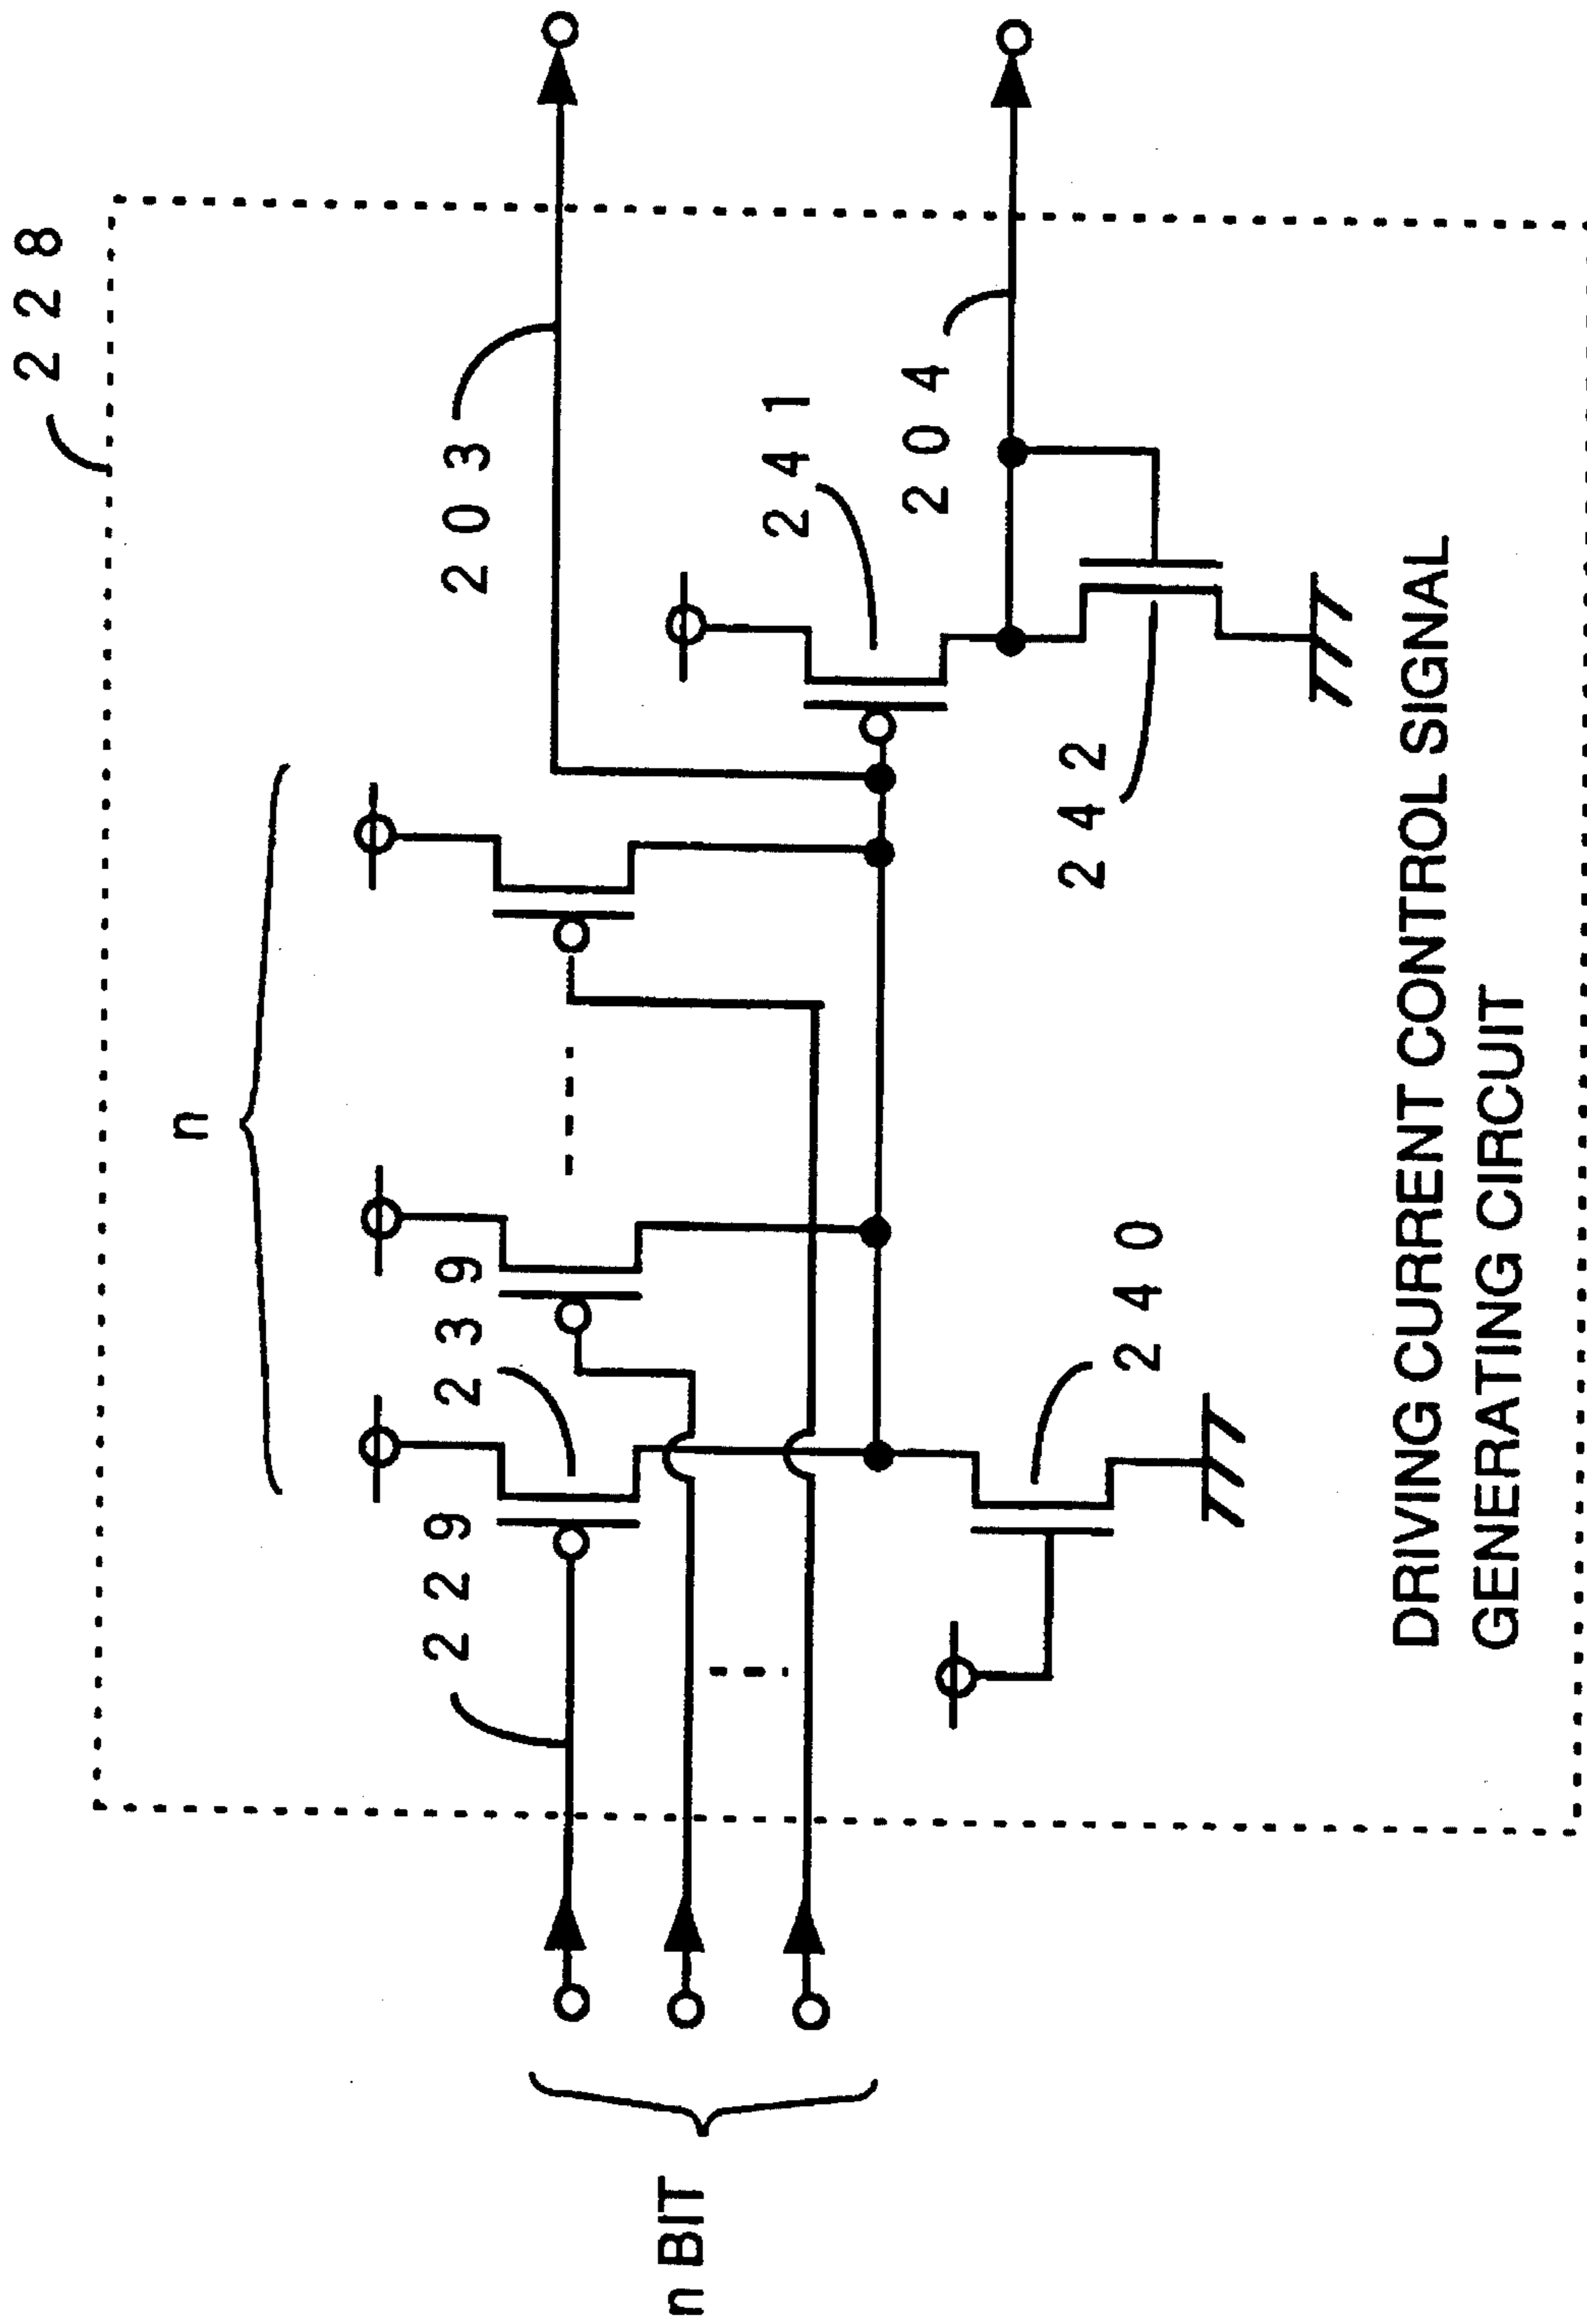 228
n
203
229
239
241
204
242
240
n BIT
DRIVING CURRENT CONTROL SIGNAL
GENERATING CIRCUIT